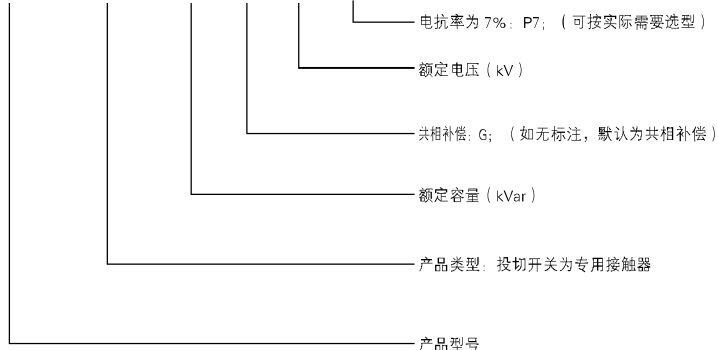 电抗率为 7%: P7; (可按实际需要选型)
额定电压(kV)
共相补偿: G; (如无标注, 默认为共相补偿)
额定容量(kVar)
产品类型: 投切开关为专用接触器
产品型号